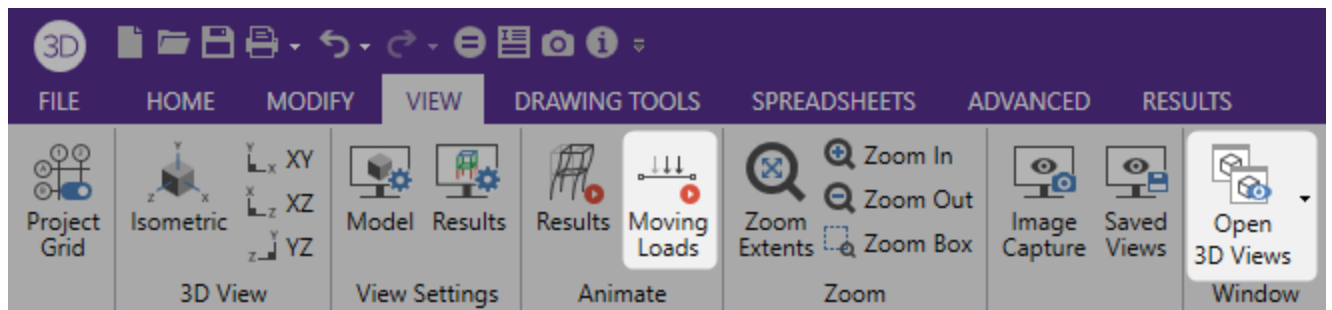 3D
FILE HOME MODIFY VIEW DRAWING TOOLS SPREADSHEETS ADVANCED RESULTS
Project
Grid
Isometric
XY
XZ
YZ
3D View
Model
Results
View Settings
Results
Moving
Loads
Animate
Zoom
Extents
Zoom In
Zoom Out
Zoom Box
Zoom
Image
Capture
Saved
Views
Open
3D Views
Window